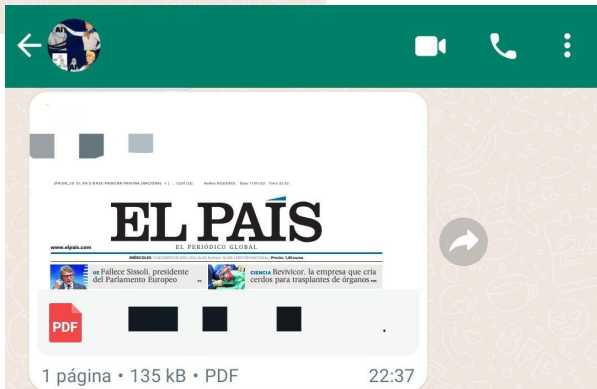 EL PAÍS
www.elpais.com
EL PERIÓDICO GLOBAL
UE Fallece Sissoli, presidente
del Parlamento Europeo
CIENCIA Revivicor, la empresa que cría
cerdos para trasplantes de órganos
PDF
1 página • 135 kB • PDF
22:37